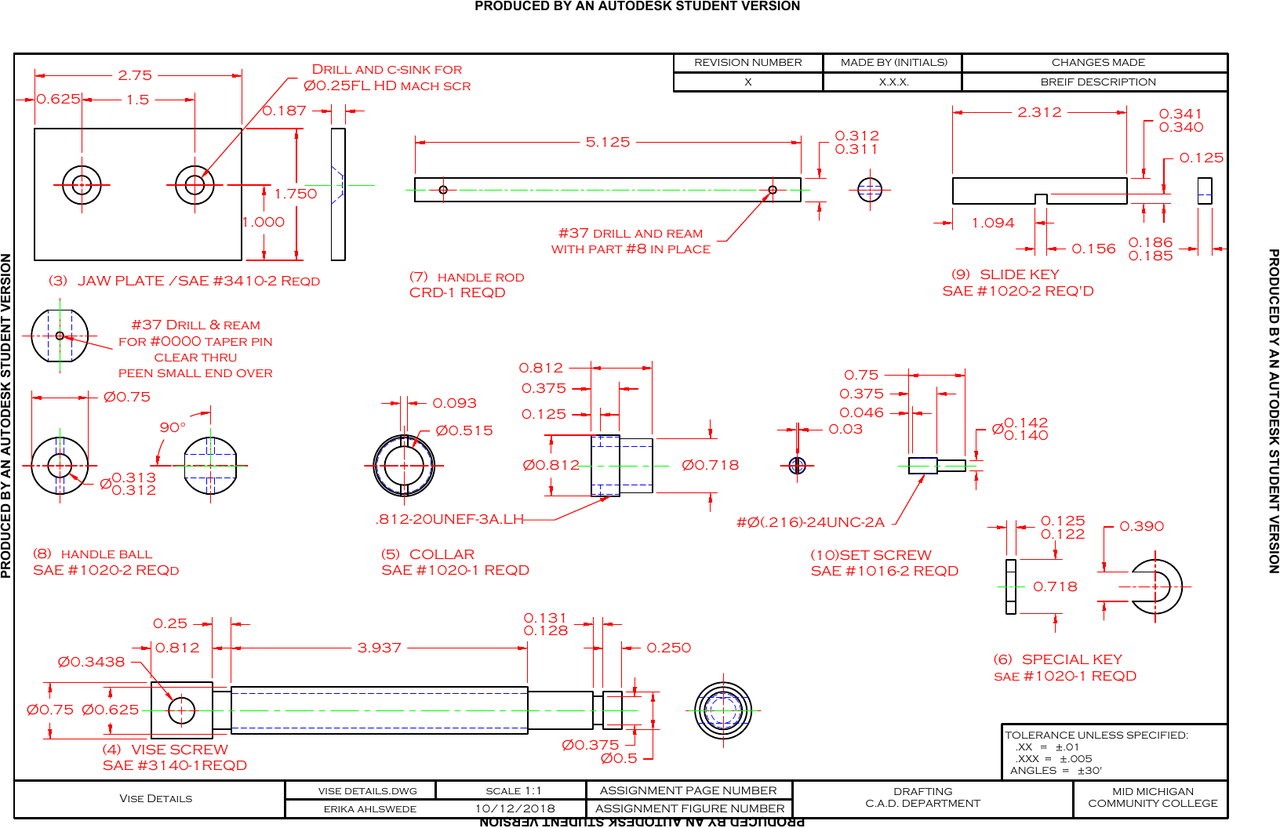 PRODUCED BY AN AUTODESK STUDENT VERSION
REVISION NUMBER
MADE BY (INITIALS)
CHANGES MADE
X
X.X.X.
BREIF DESCRIPTION
2.75
0.625
1.5
DRILL AND C-SINK FOR
Ø0.25FL HD MACH SCR
0.187
1.750
1.000
(3) JAW PLATE /SAE #3410-2 REQD
5.125
0.312
0.311
#37 DRILL AND REAM
WITH PART #8 IN PLACE
(7) HANDLE ROD
CRD-1 REQD
2.312
0.341
0.340
0.125
1.094
0.156
0.186
0.185
(9) SLIDE KEY
SAE #1020-2 REQ'D
#37 DRILL & REAM
FOR #0000 TAPER PIN
CLEAR THRU
PEEN SMALL END OVER
Ø0.75
90°
Ø0.313
0.312
(8) HANDLE BALL
SAE #1020-2 REQD
0.093
Ø0.515
0.812
0.375
0.125
Ø0.812
Ø0.718
.812-20UNEF-3A.LH
(5) COLLAR
SAE #1020-1 REQD
0.03
0.75
0.375
0.046
Ø0.142
0.140
#Ø(.216)-24UNC-2A
(10)SET SCREW
SAE #1016-2 REQD
0.125
0.122
0.390
0.718
(6) SPECIAL KEY
SAE #1020-1 REQD
0.25
0.812
3.937
0.131
0.128
0.250
Ø0.3438
Ø0.75
Ø0.625
Ø0.375
Ø0.5
(4) VISE SCREW
SAE #3140-1REQD
TOLERANCE UNLESS SPECIFIED:
.XX = ±.01
.XXX = ±.005
ANGLES = ±30'
VISE DETAILS
VISE DETAILS.DWG
SCALE 1:1
ASSIGNMENT PAGE NUMBER
DRAFTING
C.A.D. DEPARTMENT
MID MICHIGAN
COMMUNITY COLLEGE
ERIKA AHLSWEDE
10/12/2018
ASSIGNMENT FIGURE NUMBER
PRODUCED BY AN AUTODESK STUDENT VERSION
PRODUCED BY AN AUTODESK STUDENT VERSION
PRODUCED BY AN AUTODESK STUDENT VERSION